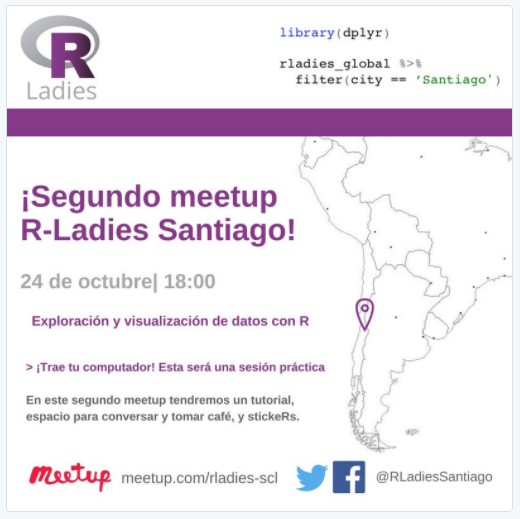 R
Ladies
library(dplyr)
rladies_global %>%
filter(city == ’Santiago')
¡Segundo meetup
R-Ladies Santiago!
24 de octubre| 18:00
Exploración y visualización de datos con R
> ¡Trae tu computador! Esta será una sesión práctica
En este segundo meetup tendremos un tutorial,
espacio para conversar y tomar café, y stickeRs.
meetup meetup.com/rladies-scl f @RLadiesSantiago